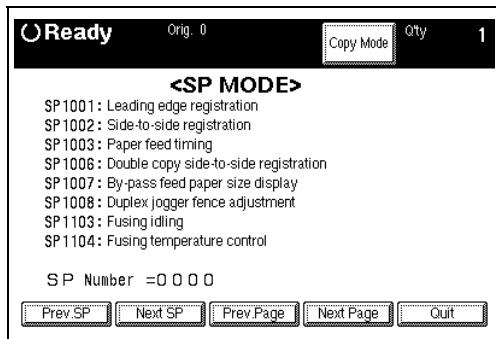 Ready Orig. 0 Copy Mode Q'ty 1
<SP MODE>
SP1001: Leading edge registration
SP1002: Side-to-side registration
SP1003: Paper feed timing
SP1006: Double copy side-to-side registration
SP1007: By-pass feed paper size display
SP1008: Duplex jogger fence adjustment
SP1103: Fusing idling
SP1104: Fusing temperature control
SP Number =0000
Prev.SP Next SP Prev.Page Next Page Quit